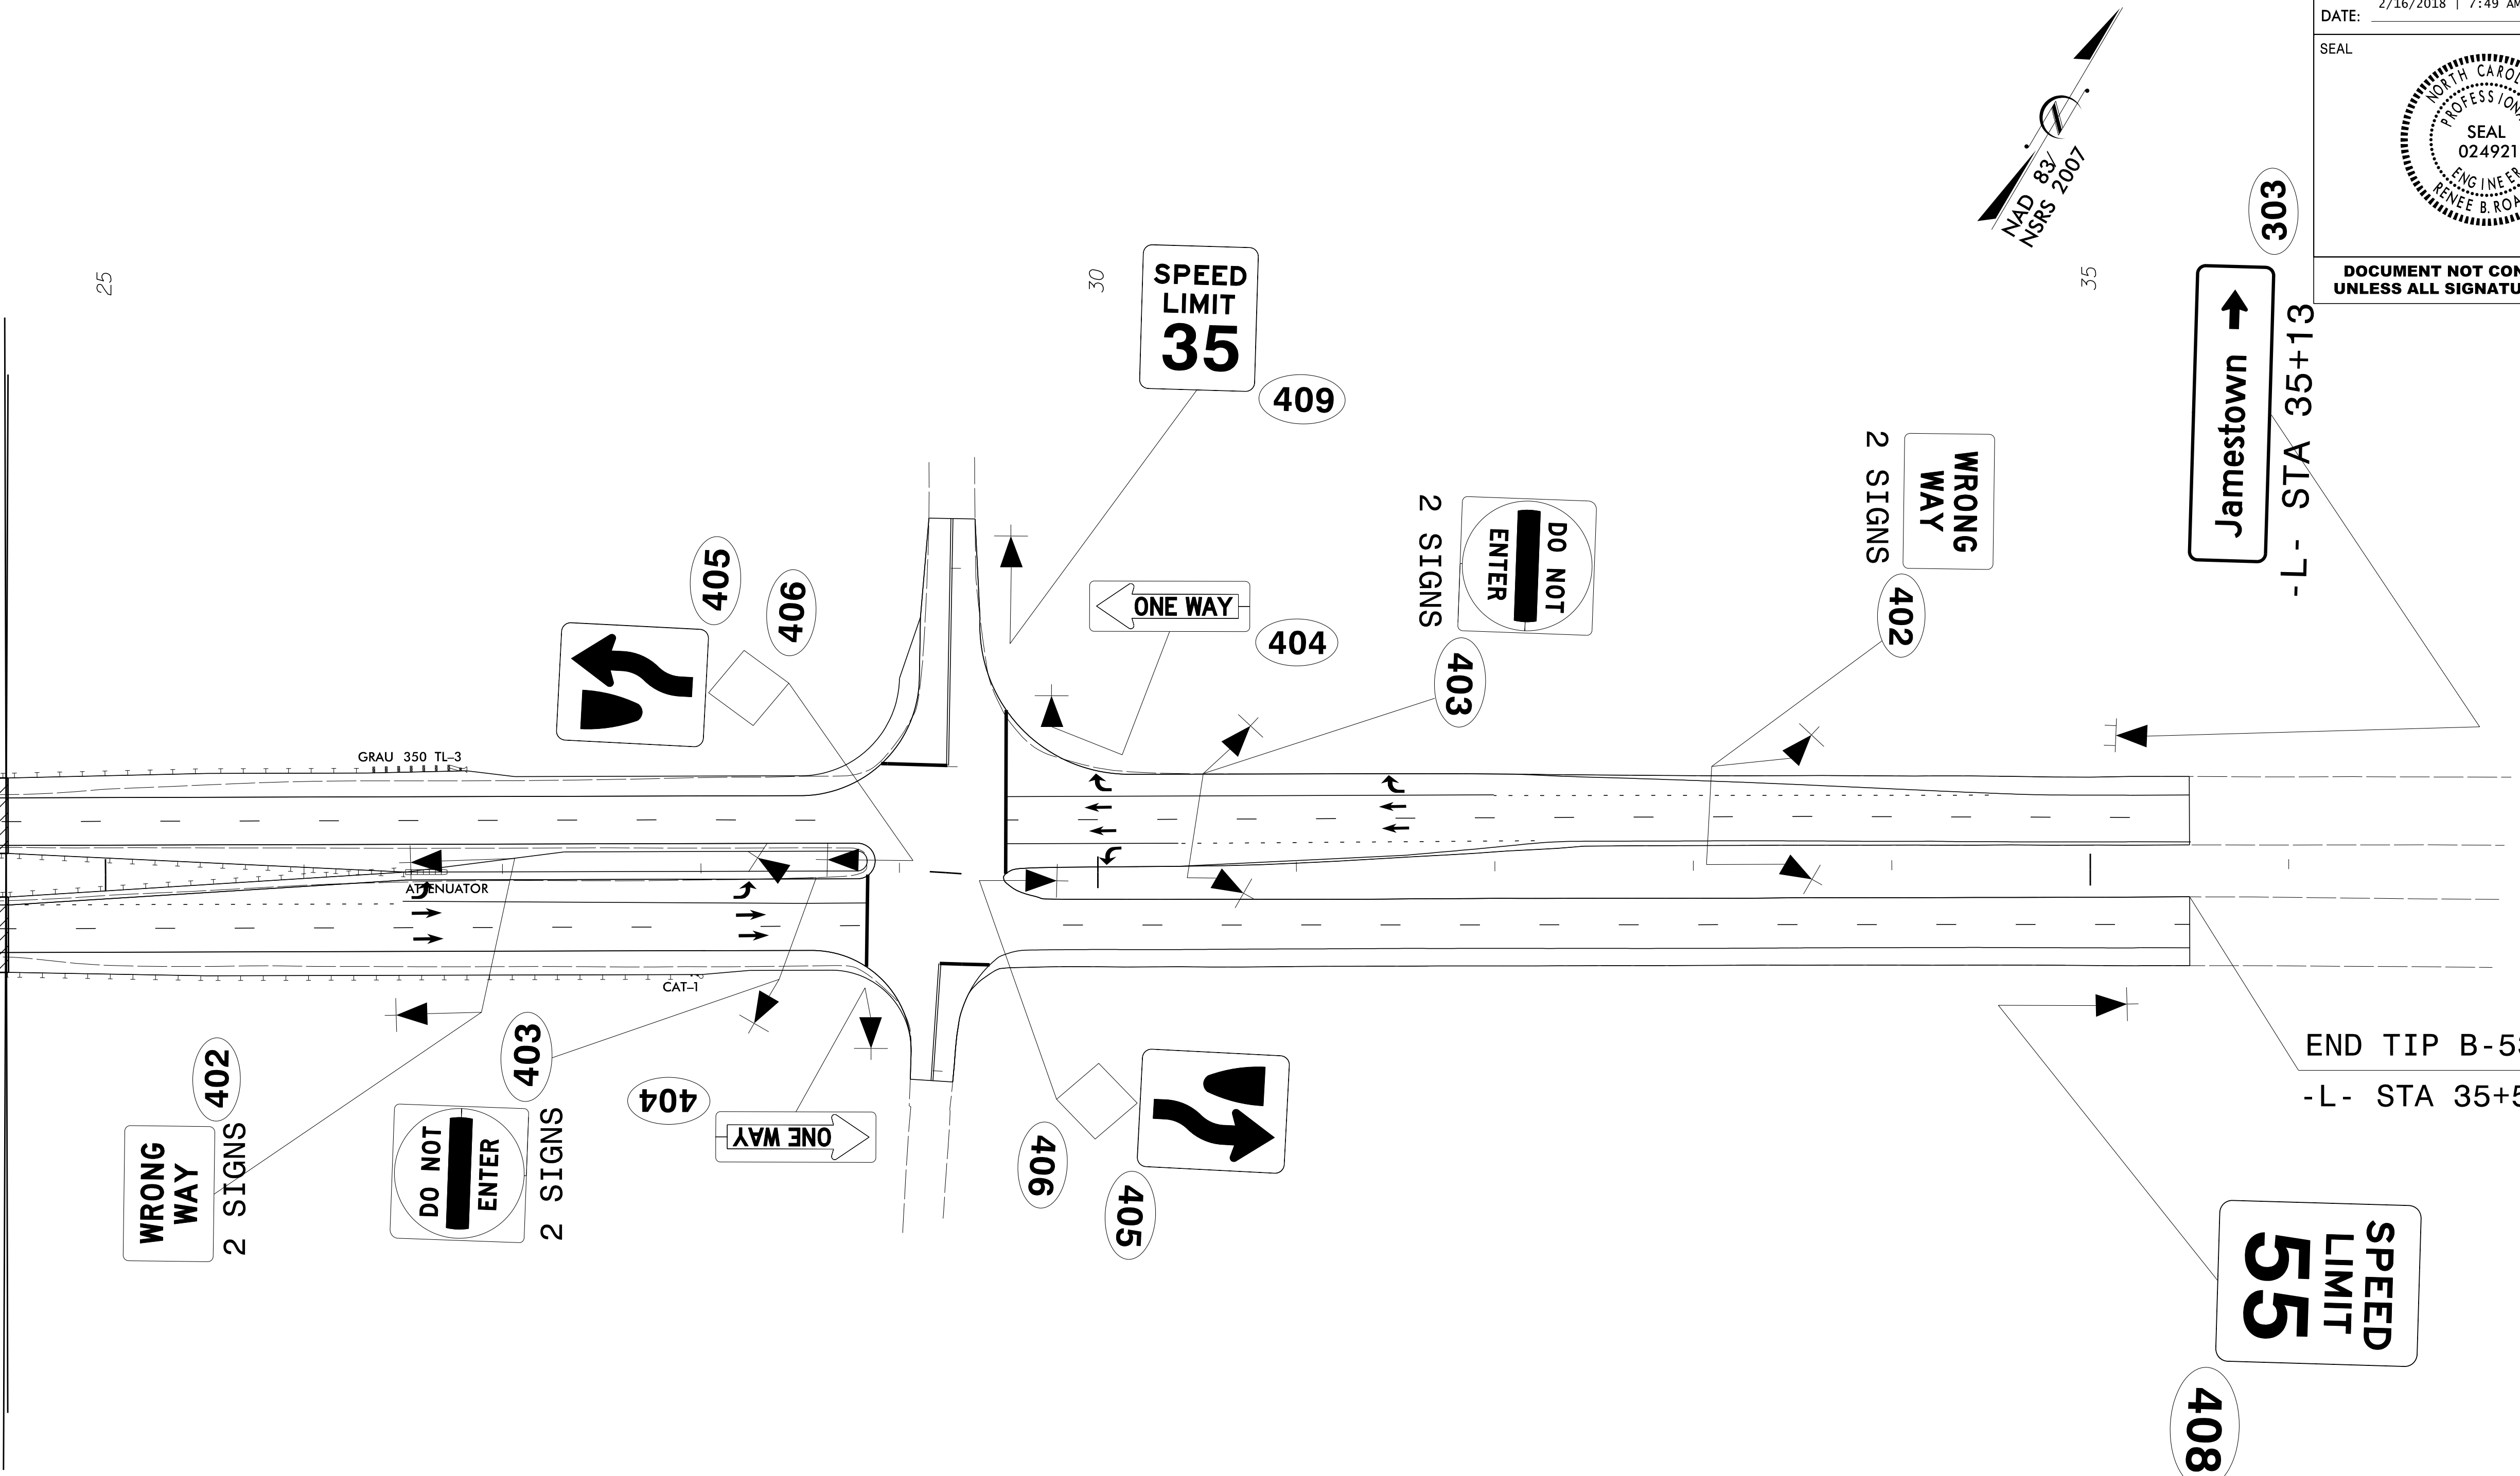 DATE:
2/16/2018 | 7:49 AM
SEAL
NORTH CAROL
PROFESSION
SEAL
024921
ENGINEER
RENEE B. ROA
DOCUMENT NOT CON
UNLESS ALL SIGNATU
NAD 83/
NSRS 2007
25
30
35
303
Jamestown
-L- STA 35+13
SPEED
LIMIT
35
409
WRONG
WAY
2 SIGNS
402
DO NOT
ENTER
2 SIGNS
403
ONE WAY
404
405
406
GRAU 350 TL-3
ATTENUATOR
CAT-1
402
WRONG
WAY
2 SIGNS
403
DO NOT
ENTER
2 SIGNS
404
ONE WAY
406
405
END TIP B-53
-L- STA 35+5
SPEED
LIMIT
55
408